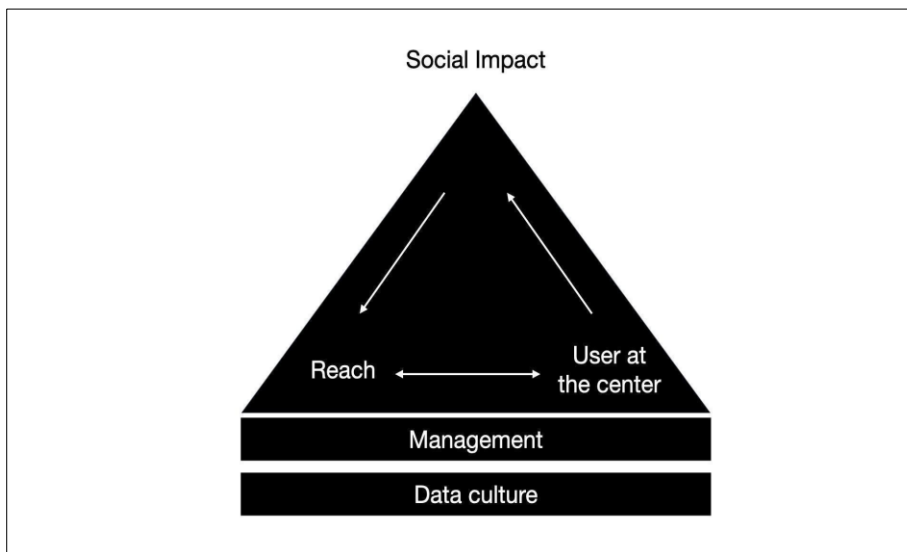 Social Impact
Reach
User at
the center
Management
Data culture